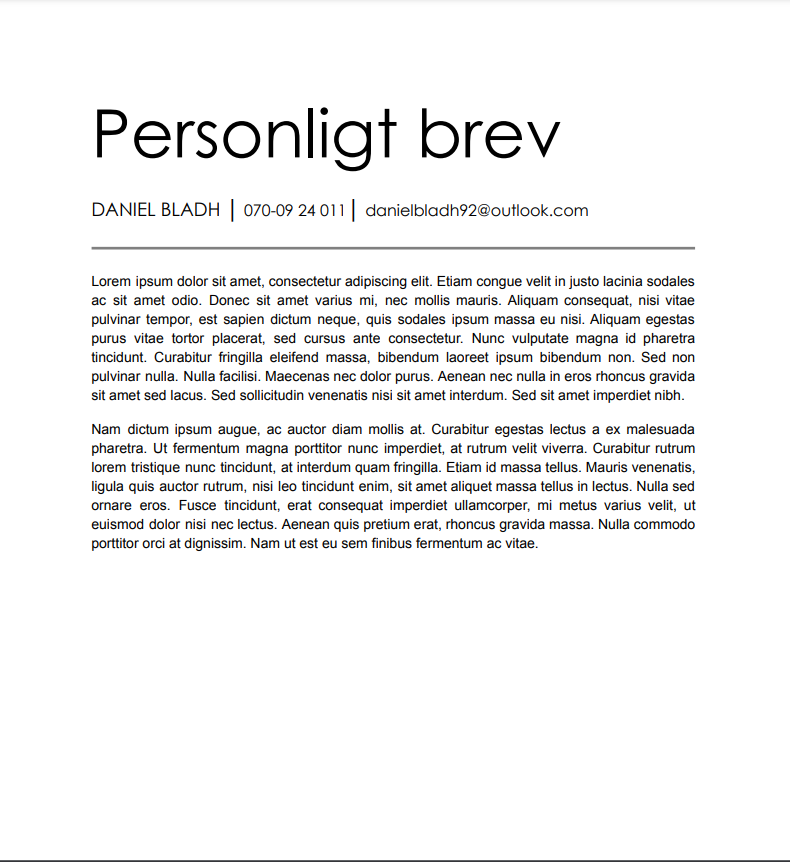 Personligt brev
DANIEL BLADH | 070-09 24 011 | danielbladh92@outlook.com
Lorem ipsum dolor sit amet, consectetur adipiscing elit. Etiam congue velit in justo lacinia sodales
ac sit amet odio. Donec sit amet varius mi, nec mollis mauris. Aliquam consequat, nisi vitae
pulvinar tempor, est sapien dictum neque, quis sodales ipsum massa eu nisi. Aliquam egestas
purus vitae tortor placerat, sed cursus ante consectetur. Nunc vulputate magna id pharetra
tincidunt. Curabitur fringilla eleifend massa, bibendum laoreet ipsum bibendum non. Sed non
pulvinar nulla. Nulla facilisi. Maecenas nec dolor purus. Aenean nec nulla in eros rhoncus gravida
sit amet sed lacus. Sed sollicitudin venenatis nisi sit amet interdum. Sed sit amet imperdiet nibh.
Nam dictum ipsum augue, ac auctor diam mollis at. Curabitur egestas lectus a ex malesuada
pharetra. Ut fermentum magna porttitor nunc imperdiet, at rutrum velit viverra. Curabitur rutrum
lorem tristique nunc tincidunt, at interdum quam fringilla. Etiam id massa tellus. Mauris venenatis,
ligula quis auctor rutrum, nisi leo tincidunt enim, sit amet aliquet massa tellus in lectus. Nulla sed
ornare eros. Fusce tincidunt, erat consequat imperdiet ullamcorper, mi metus varius velit, ut
euismod dolor nisi nec lectus. Aenean quis pretium erat, rhoncus gravida massa. Nulla commodo
porttitor orci at dignissim. Nam ut est eu sem finibus fermentum ac vitae.